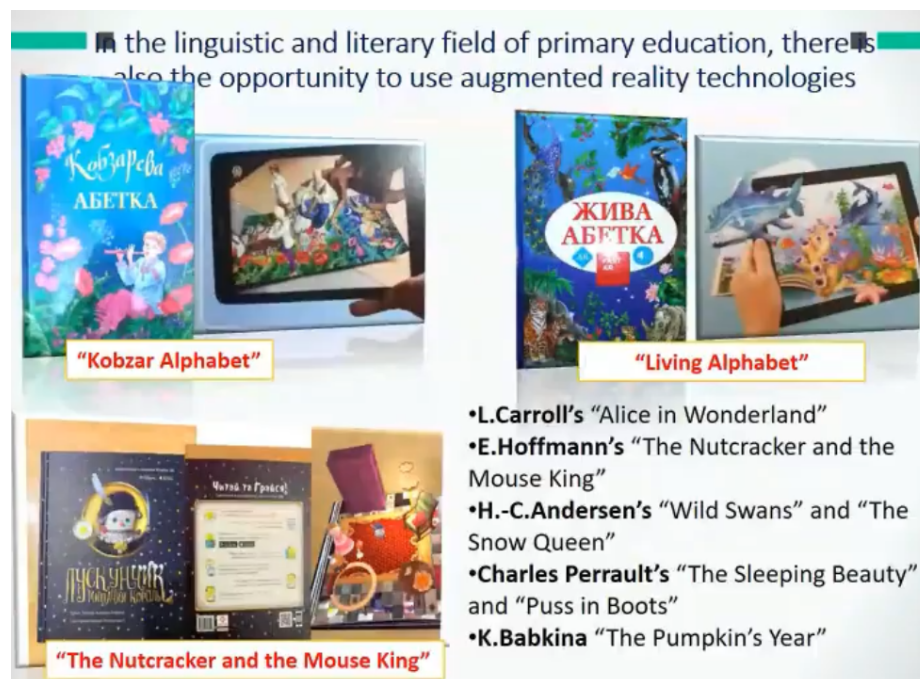 In the linguistic and literary field of primary education, there is
also the opportunity to use augmented reality technologies
Кобзарева
АБЕТКА
ЖИВА
АБЕТКА
“Kobzar Alphabet”
“Living Alphabet”
•L.Carroll’s “Alice in Wonderland”
•E.Hoffmann’s “The Nutcracker and the
Mouse King”
•H.-C.Andersen’s “Wild Swans” and “The
Snow Queen”
•Charles Perrault’s “The Sleeping Beauty”
and “Puss in Boots”
•K.Babkina “The Pumpkin’s Year”
Читай та Грайся!
ЛУСКУНЧИК
“The Nutcracker and the Mouse King”